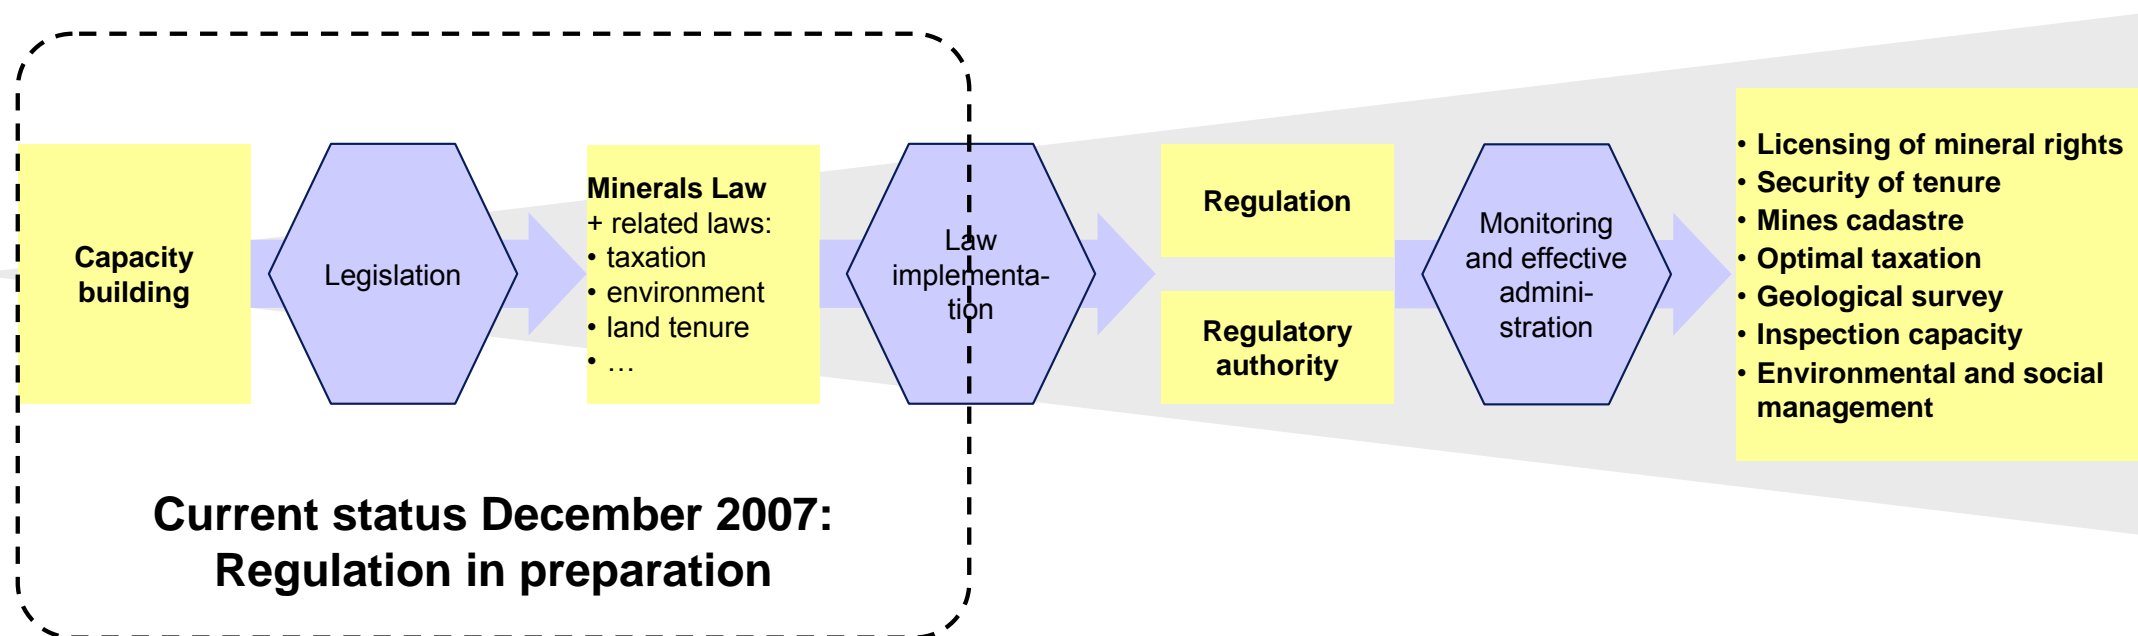 Capacity
building
Legislation
Minerals Law
+ related laws:
• taxation
• environment
• land tenure
• …
Law
implementa-
tion
Regulation
Regulatory
authority
Monitoring
and effective
admini-
stration
• Licensing of mineral rights
• Security of tenure
• Mines cadastre
• Optimal taxation
• Geological survey
• Inspection capacity
• Environmental and social
management
Current status December 2007:
Regulation in preparation